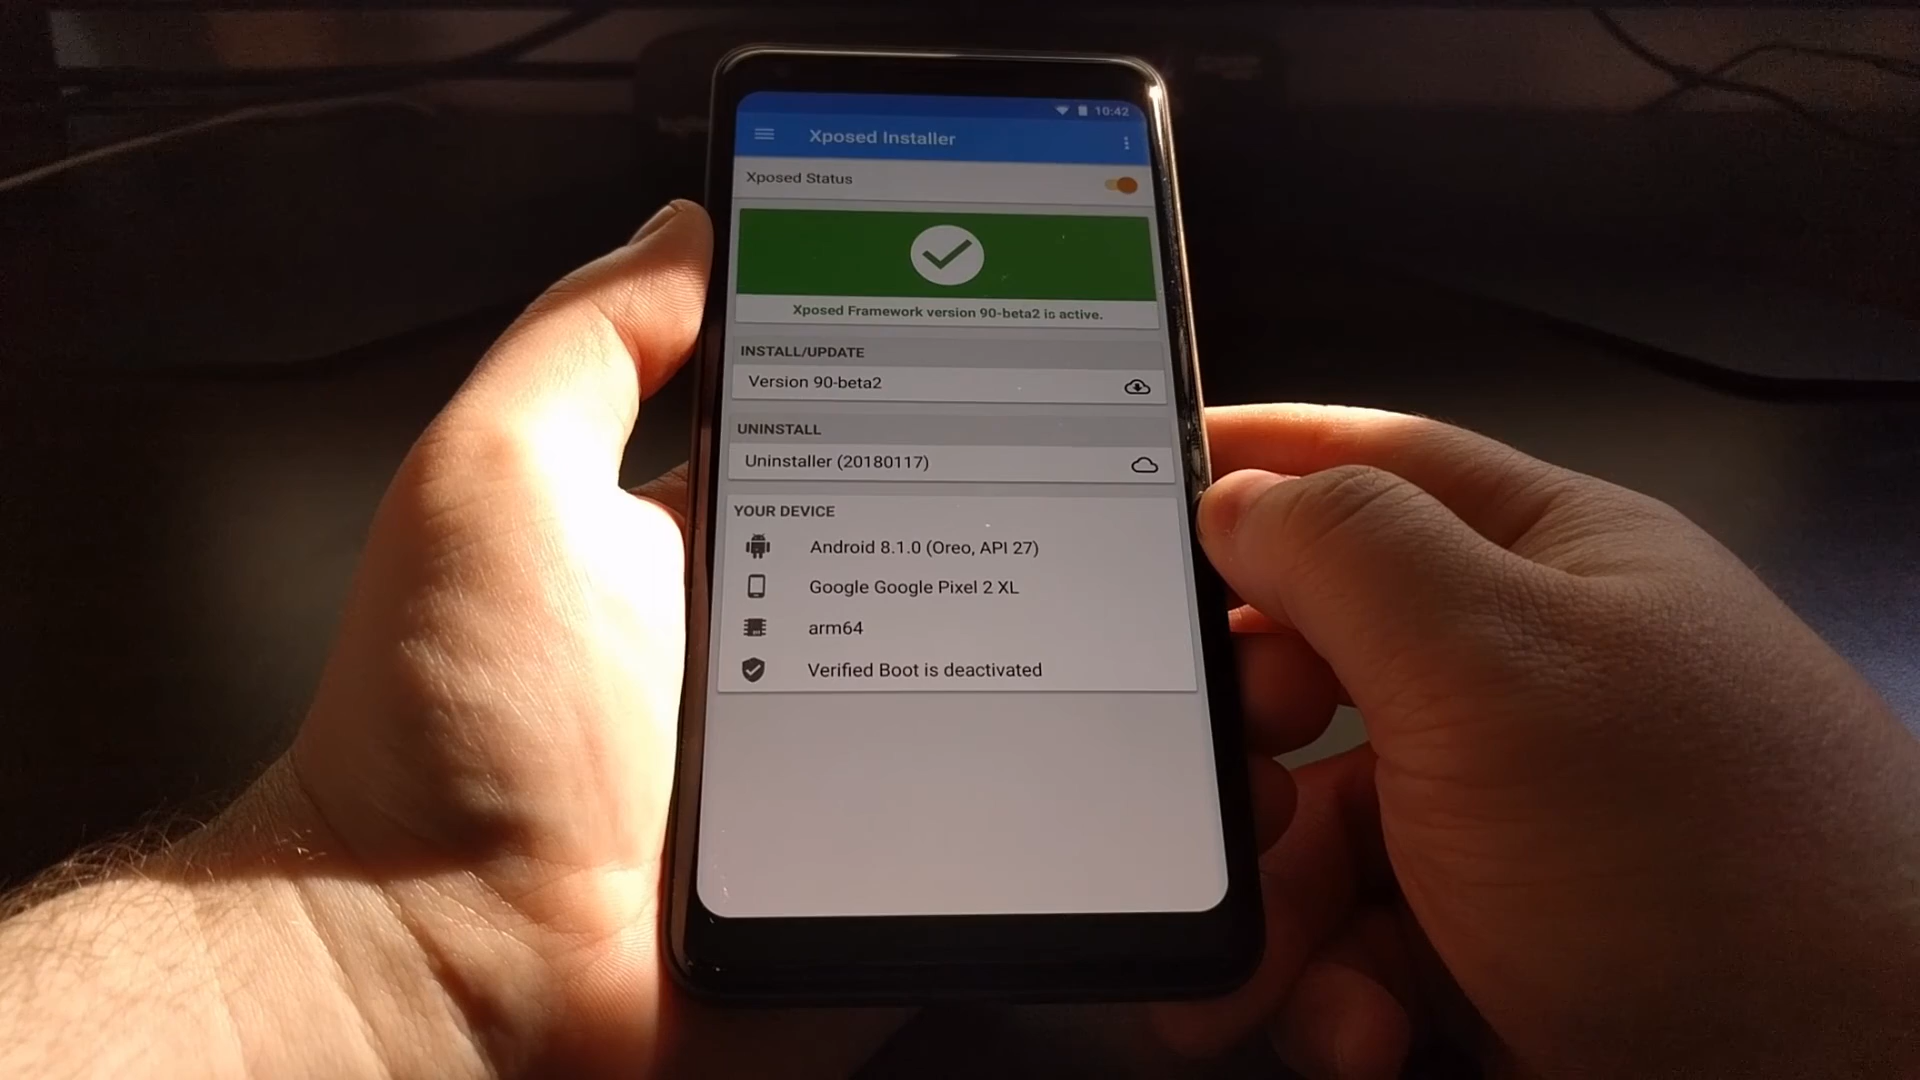 10:42
Xposed Installer
Xposed Status
Xposed Framework version 90-beta2 is active.
INSTALL/UPDATE
Version 90-beta2
UNINSTALL
Uninstaller (20180117)
YOUR DEVICE
Android 8.1.0 (Oreo, API 27)
Google Google Pixel 2 XL
arm64
Verified Boot is deactivated